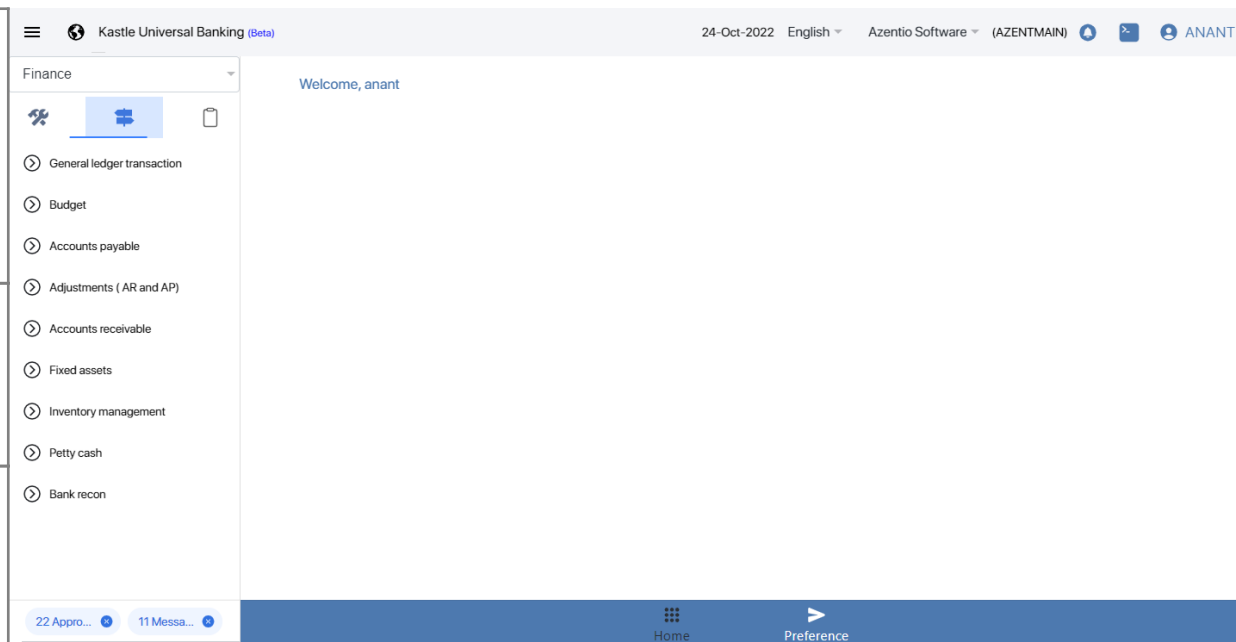 Kastle Universal Banking (Beta) 24-Oct-2022 English Azentio Software (AZENTMAIN) ANANT
Finance
Welcome, anant
General ledger transaction
Budget
Accounts payable
Adjustments ( AR and AP)
Accounts receivable
Fixed assets
Inventory management
Petty cash
Bank recon
22 Appro... 11 Messa...
Home Preference